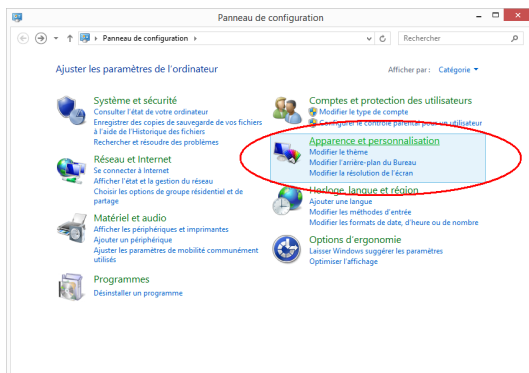 Panneau de configuration
Panneau de configuration
Rechercher
Ajuster les paramètres de l'ordinateur
Afficher par : Catégorie
Système et sécurité
Consulter l'état de votre ordinateur
Enregistrer des copies de sauvegarde de vos fichiers
à l'aide de l'Historique des fichiers
Rechercher et résoudre des problèmes
Réseau et Internet
Se connecter à Internet
Afficher l'état et la gestion du réseau
Choisir les options de groupe résidentiel et de
partage
Matériel et audio
Afficher les périphériques et imprimantes
Ajouter un périphérique
Ajuster les paramètres de mobilité communément
utilisés
Programmes
Désinstaller un programme
Comptes et protection des utilisateurs
Modifier le type de compte
Configurer le contrôle parental pour un utilisateur
Apparence et personnalisation
Modifier le thème
Modifier l'arrière-plan du Bureau
Modifier la résolution de l'écran
Horloge, langue et région
Ajouter une langue
Modifier les méthodes d'entrée
Modifier les formats de date, d'heure ou de nombre
Options d'ergonomie
Laisser Windows suggérer les paramètres
Optimiser l'affichage